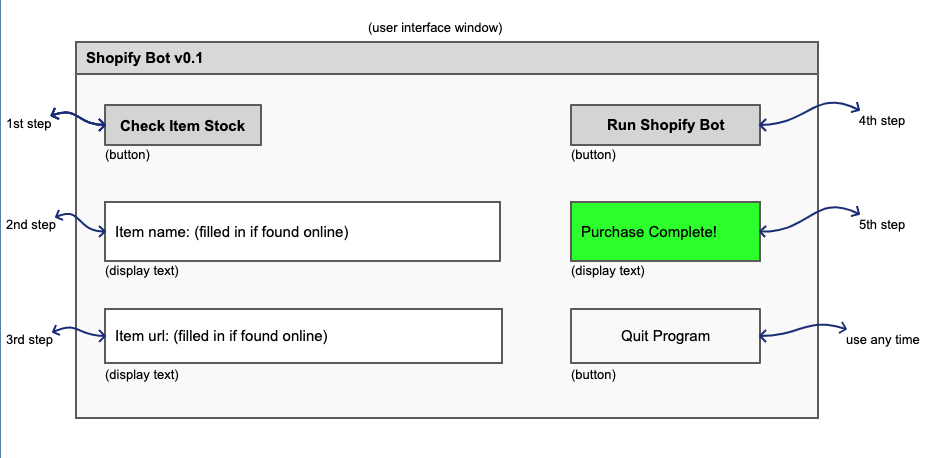 (user interface window)
Shopify Bot v0.1
1st step
Check Item Stock
(button)
Run Shopify Bot
(button)
4th step
2nd step
Item name: (filled in if found online)
(display text)
Purchase Complete!
(display text)
5th step
3rd step
Item url: (filled in if found online)
(display text)
Quit Program
(button)
use any time